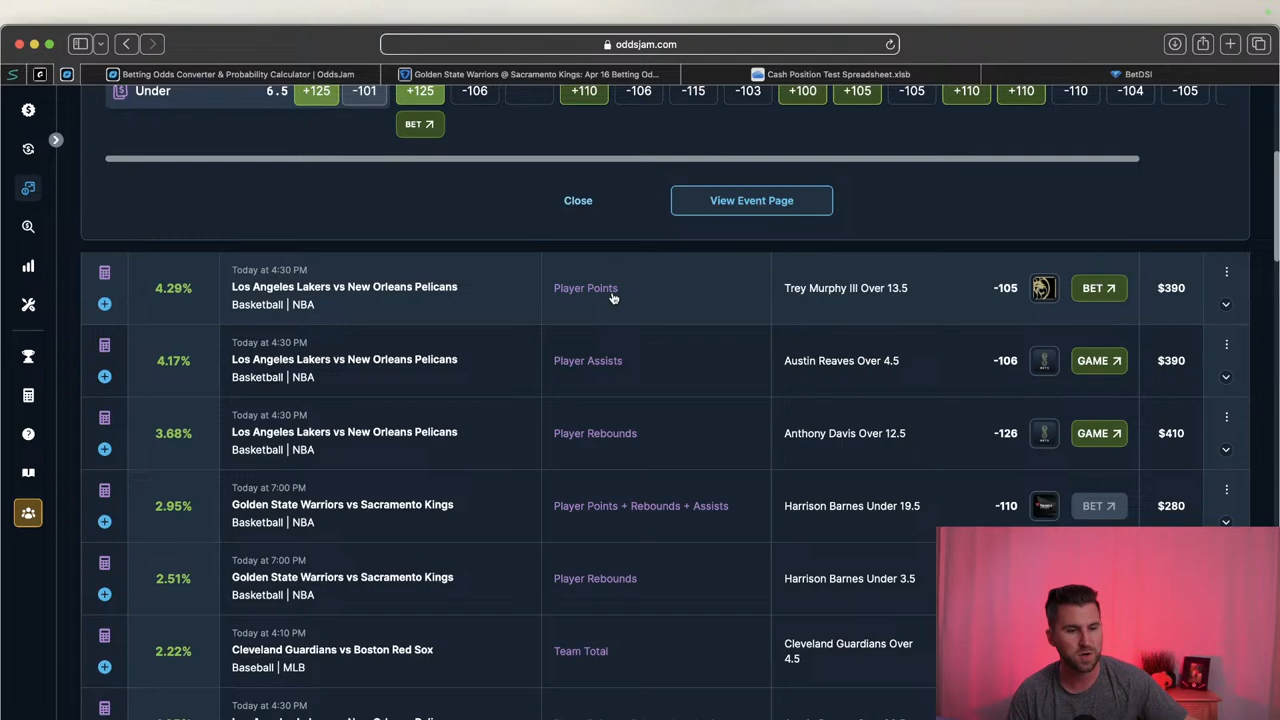 oddsjam.com
Betting Odds Converter & Probability Calculator | OddsJam
Golden State Warriors @ Sacramento Kings: Apr 16 Betting Od...
Cash Position Test Spreadsheet.xlsb
BetDSI
Under 6.5 +125 -101 +125 -106 +110 -106 -115 -103 +100 +105 -105 +110 +110 -110 -104 -105
BET
Close
View Event Page
Today at 4:30 PM
4.29% Los Angeles Lakers vs New Orleans Pelicans Player Points Trey Murphy III Over 13.5 -105 BET $390
Basketball | NBA
Today at 4:30 PM
4.17% Los Angeles Lakers vs New Orleans Pelicans Player Assists Austin Reaves Over 4.5 -106 GAME $390
Basketball | NBA
Today at 4:30 PM
3.68% Los Angeles Lakers vs New Orleans Pelicans Player Rebounds Anthony Davis Over 12.5 -126 GAME $410
Basketball | NBA
Today at 7:00 PM
2.95% Golden State Warriors vs Sacramento Kings Player Points + Rebounds + Assists Harrison Barnes Under 19.5 -110 BET $280
Basketball | NBA
Today at 7:00 PM
2.51% Golden State Warriors vs Sacramento Kings Player Rebounds Harrison Barnes Under 3.5
Basketball | NBA
Today at 4:10 PM
2.22% Cleveland Guardians vs Boston Red Sox Team Total Cleveland Guardians Over
4.5
Baseball | MLB
Today at 4:30 PM